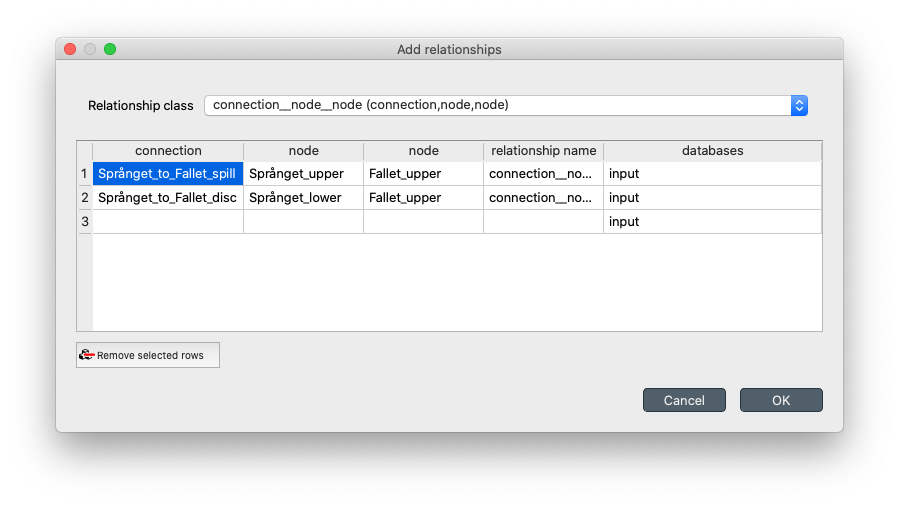 Add relationships
Relationship class connection__node__node (connection,node,node)
connection node node relationship name databases
1 Språnget_to_Fallet_spill Språnget_upper Fallet_upper connection__no... input
2 Språnget_to_Fallet_disc Språnget_lower Fallet_upper connection__no... input
3 input
Remove selected rows
Cancel OK